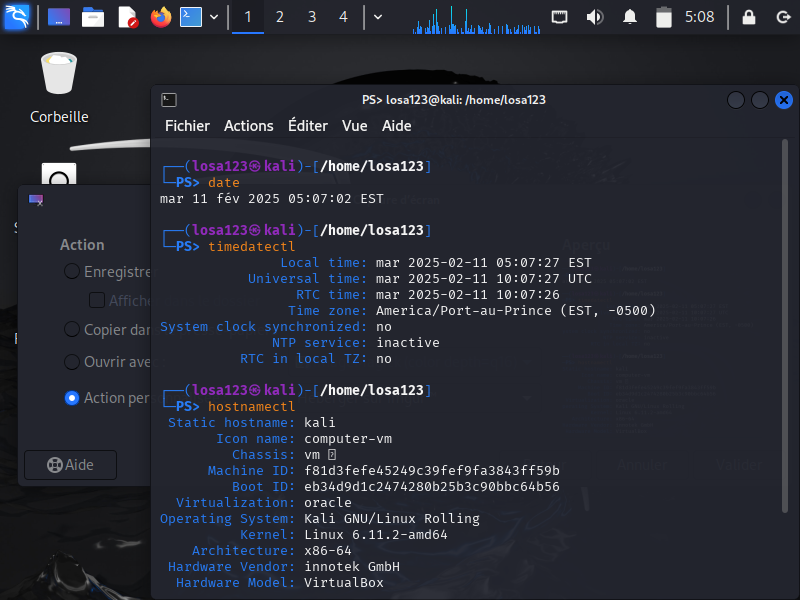 1 2 3 4 5:08
Corbeille
PS> losa123@kali: /home/losa123
Fichier Actions Éditer Vue Aide
┌──(losa123㉿kali)-[/home/losa123]
└─PS> date
mar 11 fév 2025 05:07:02 EST
┌──(losa123㉿kali)-[/home/losa123]
└─PS> timedatectl
Local time: mar 2025-02-11 05:07:27 EST
Universal time: mar 2025-02-11 10:07:27 UTC
RTC time: mar 2025-02-11 10:07:26
Time zone: America/Port-au-Prince (EST, -0500)
System clock synchronized: no
NTP service: inactive
RTC in local TZ: no
┌──(losa123㉿kali)-[/home/losa123]
└─PS> hostnamectl
Static hostname: kali
Icon name: computer-vm
Chassis: vm
Machine ID: f81d3fefe45249c39fef9fa3843ff59b
Boot ID: eb34d9d1c2474280b25b3c90bbc64b56
Virtualization: oracle
Operating System: Kali GNU/Linux Rolling
Kernel: Linux 6.11.2-amd64
Architecture: x86-64
Hardware Vendor: innotek GmbH
Hardware Model: VirtualBox
Action
Enregistre
Affiche
Copier dan
Ouvrir ave
Action per
Aide
Aperçu
Annuler
Valider